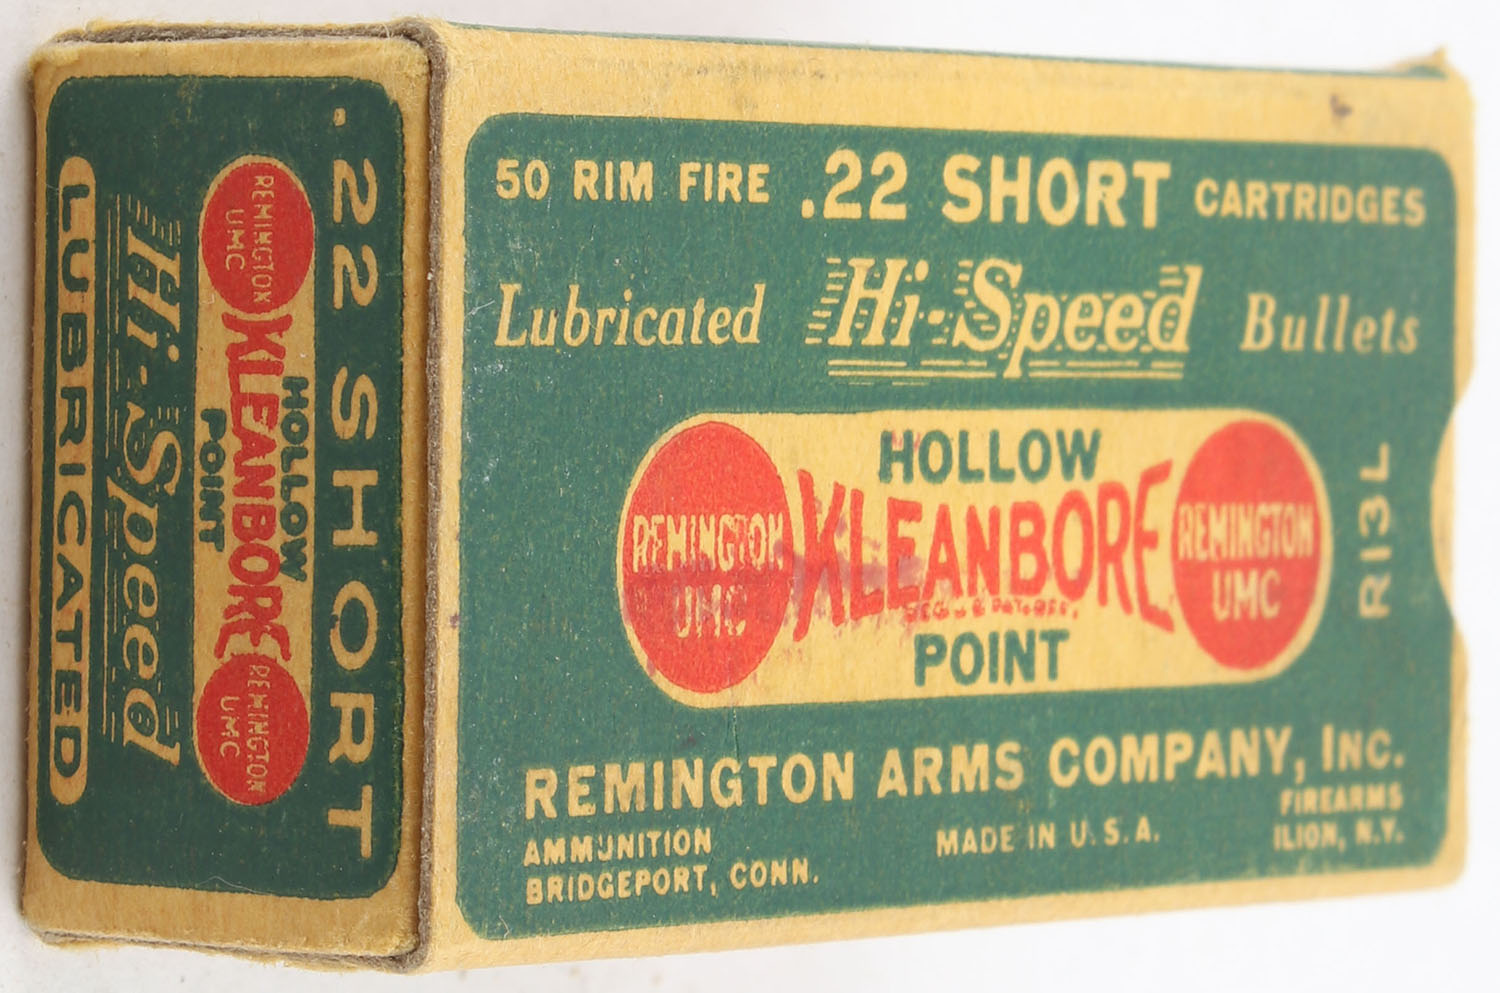 50 RIM FIRE .22 SHORT CARTRIDGES
Lubricated Hi-Speed Bullets
HOLLOW
REMINGTON UMC
KLEANBORE
REMINGTON UMC
POINT
R13L
REMINGTON ARMS COMPANY, INC.
AMMUNITION
BRIDGEPORT, CONN.
MADE IN U.S.A.
FIREARMS
ILION, N.Y.
.22 SHORT
HOLLOW
REMINGTON UMC
KLEANBORE
REMINGTON UMC
POINT
Hi-Speed
LUBRICATED